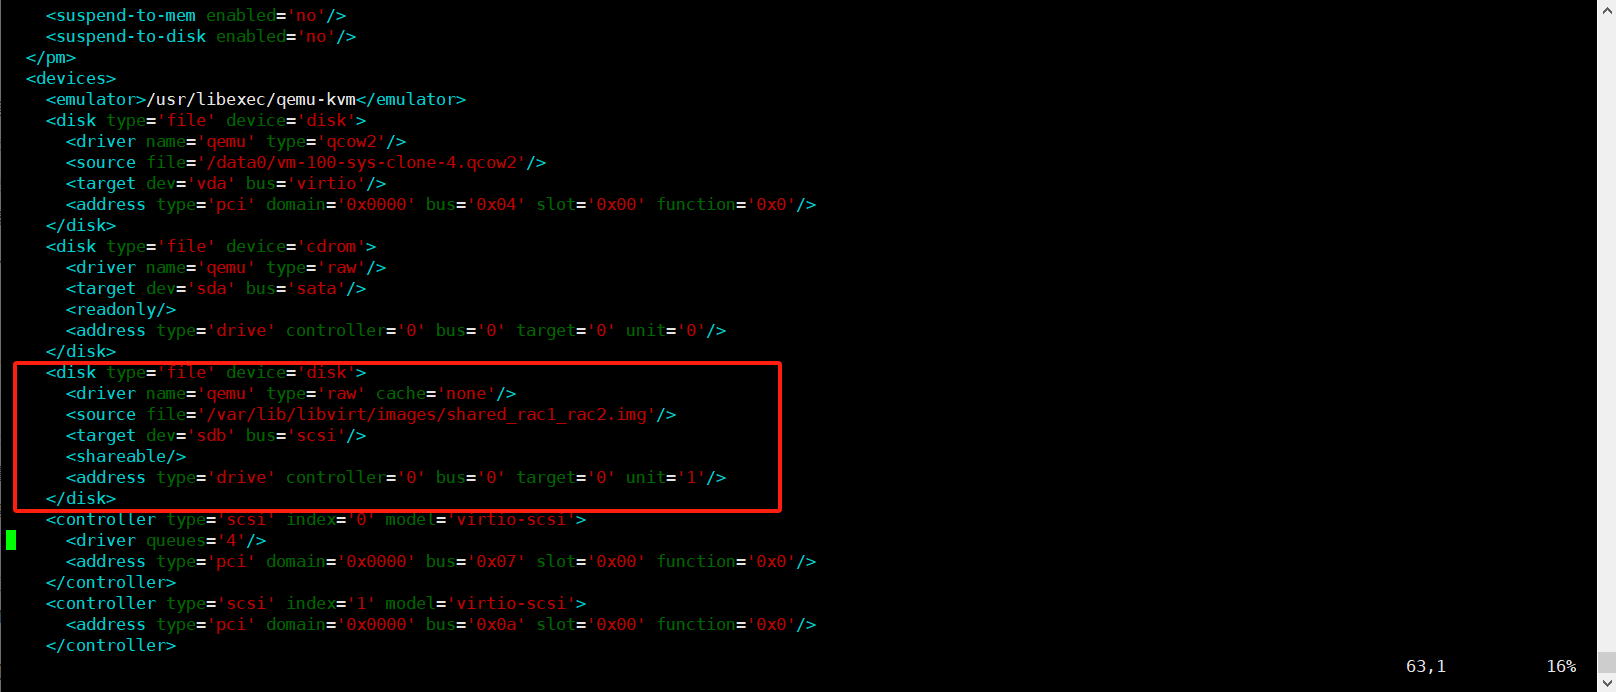 <suspend-to-mem enabled='no'/>
    <suspend-to-disk enabled='no'/>
  </pm>
  <devices>
    <emulator>/usr/libexec/qemu-kvm</emulator>
    <disk type='file' device='disk'>
      <driver name='qemu' type='qcow2'/>
      <source file='/data0/vm-100-sys-clone-4.qcow2'/>
      <target dev='vda' bus='virtio'/>
      <address type='pci' domain='0x0000' bus='0x04' slot='0x00' function='0x0'/>
    </disk>
    <disk type='file' device='cdrom'>
      <driver name='qemu' type='raw'/>
      <target dev='sda' bus='sata'/>
      <readonly/>
      <address type='drive' controller='0' bus='0' target='0' unit='0'/>
    </disk>
    <disk type='file' device='disk'>
      <driver name='qemu' type='raw' cache='none'/>
      <source file='/var/lib/libvirt/images/shared_rac1_rac2.img'/>
      <target dev='sdb' bus='scsi'/>
      <shareable/>
      <address type='drive' controller='0' bus='0' target='0' unit='1'/>
    </disk>
    <controller type='scsi' index='0' model='virtio-scsi'>
      <driver queues='4'/>
      <address type='pci' domain='0x0000' bus='0x07' slot='0x00' function='0x0'/>
    </controller>
    <controller type='scsi' index='1' model='virtio-scsi'>
      <address type='pci' domain='0x0000' bus='0x0a' slot='0x00' function='0x0'/>
    </controller>
63,1 16%